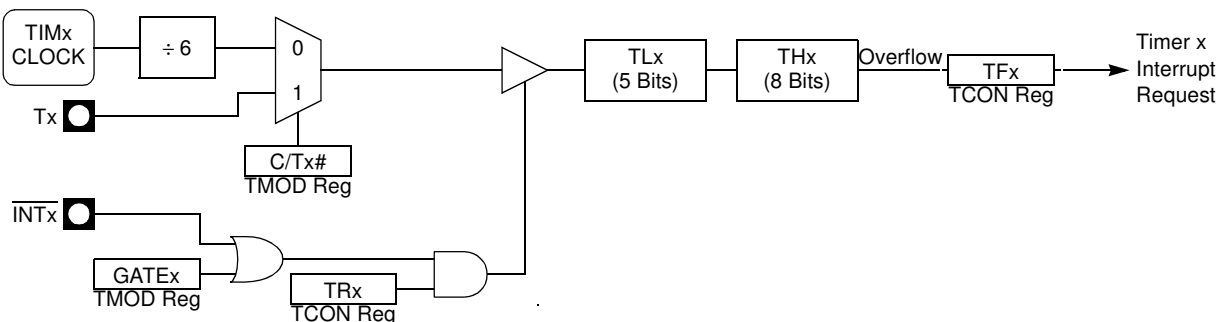 TIMx
CLOCK
÷ 6
0
1
Tx
C/Tx#
TMOD Reg
TLx
(5 Bits)
THx
(8 Bits)
Overflow
TFx
TCON Reg
Timer x
Interrupt
Request
INTx
GATEx
TMOD Reg
TRx
TCON Reg